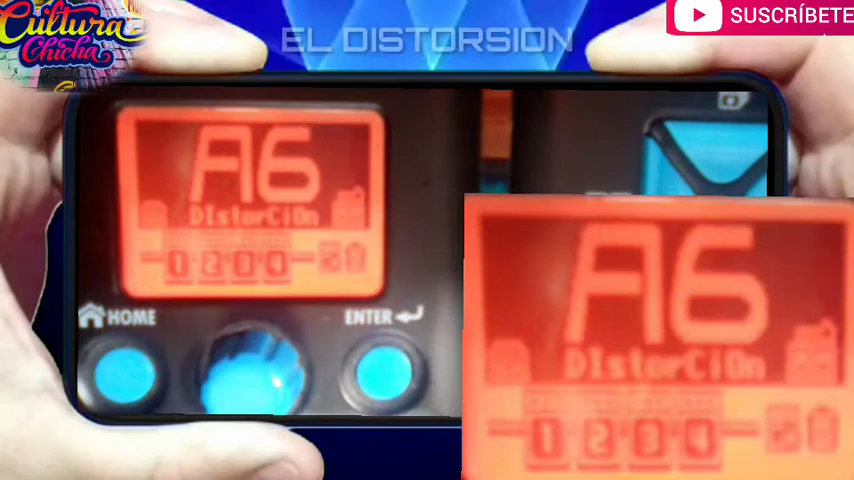 Cultura
Chicha
EL DISTORSION
SUSCRÍBETE
A6
DIstorCiOn
1 2 3 4
HOME
ENTER
A6
DIstorCiOn
1 2 3 4